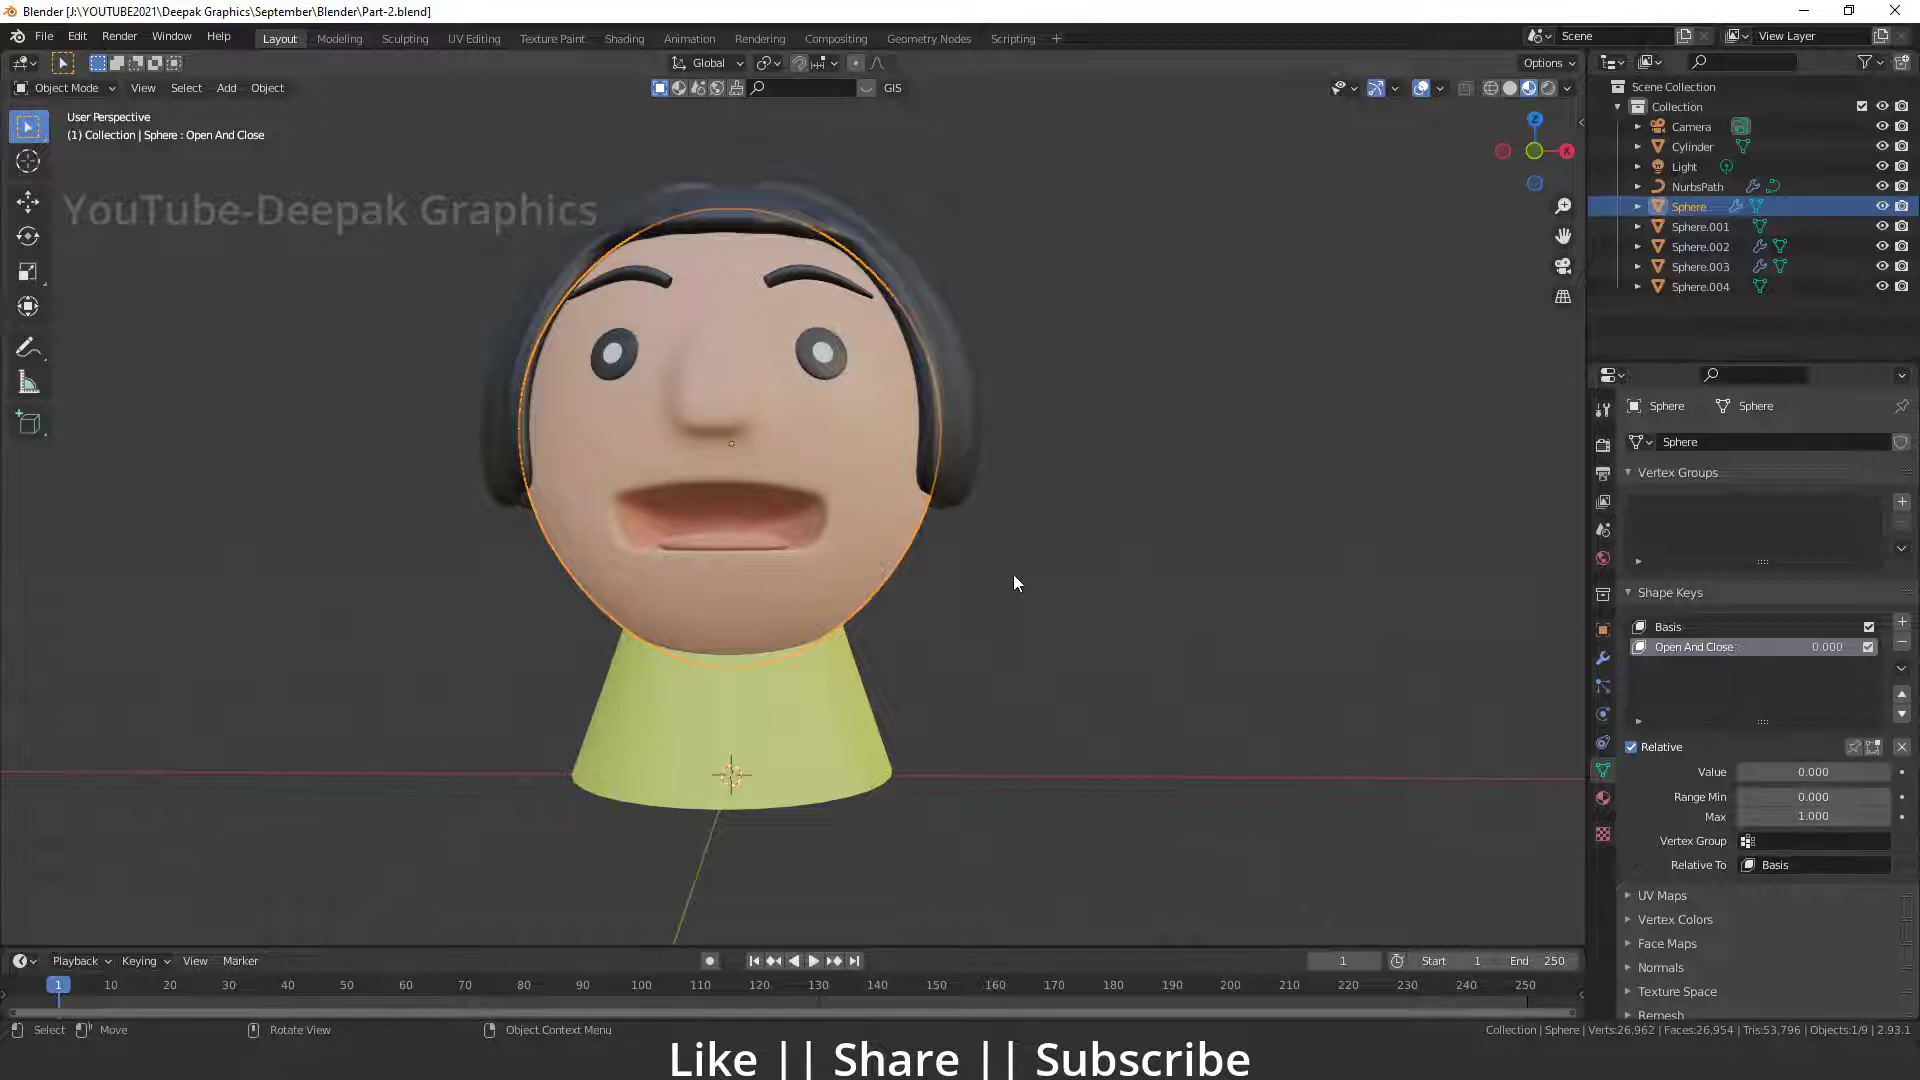 Blender [J:\YOUTUBE2021\Deepak Graphics\September\Blender\Part-2.blend]
File Edit Render Window Help Layout Modeling Sculpting UV Editing Texture Paint Shading Animation Rendering Compositing Geometry Nodes Scripting + Scene View Layer
Global Options
Object Mode View Select Add Object GIS
User Perspective
(1) Collection | Sphere : Open And Close
YouTube-Deepak Graphics
Z
X
Scene Collection
Collection
Camera
Cylinder
Light
NurbsPath
Sphere
Sphere.001
Sphere.002
Sphere.003
Sphere.004
Sphere Sphere
Sphere
Vertex Groups
Shape Keys
Basis
Open And Close 0.000
Relative
Value 0.000
Range Min 0.000
Max 1.000
Vertex Group
Relative To Basis
UV Maps
Vertex Colors
Face Maps
Normals
Texture Space
Remesh
Playback Keying View Marker 1 Start 1 End 250
1 10 20 30 40 50 60 70 80 90 100 110 120 130 140 150 160 170 180 190 200 210 220 230 240 250
Select Move Rotate View Object Context Menu Collection | Sphere | Verts:26,962 | Faces:26,954 | Tris:53,796 | Objects:1/9 | 2.93.1
Like || Share || Subscribe